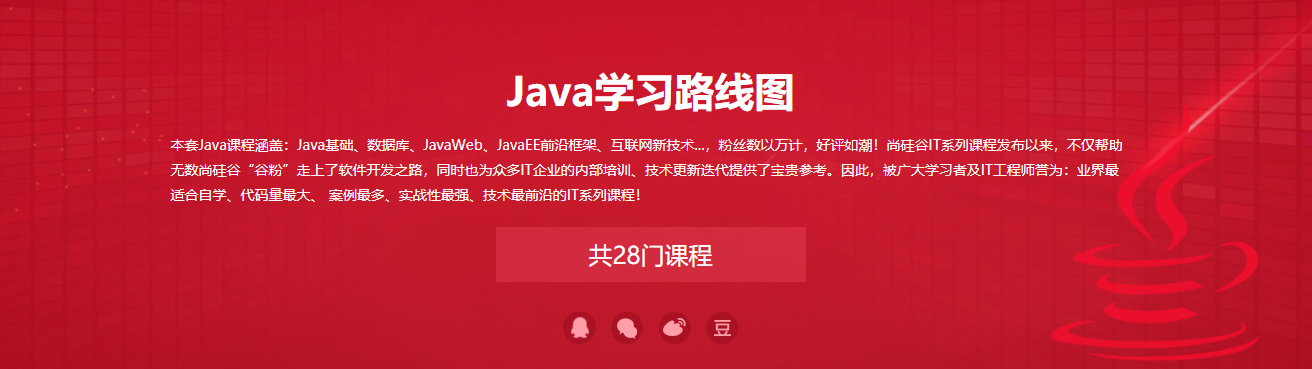 Java学习路线图
本套Java课程涵盖：Java基础、数据库、JavaWeb、JavaEE前沿框架、互联网新技术...，粉丝数以万计，好评如潮！尚硅谷IT系列课程发布以来，不仅帮助
无数尚硅谷“谷粉”走上了软件开发之路，同时也为众多IT企业的内部培训、技术更新迭代提供了宝贵参考。因此，被广大学习者及IT工程师誉为：业界最
适合自学、代码量最大、 案例最多、实战性最强、技术最前沿的IT系列课程！
共28门课程
豆